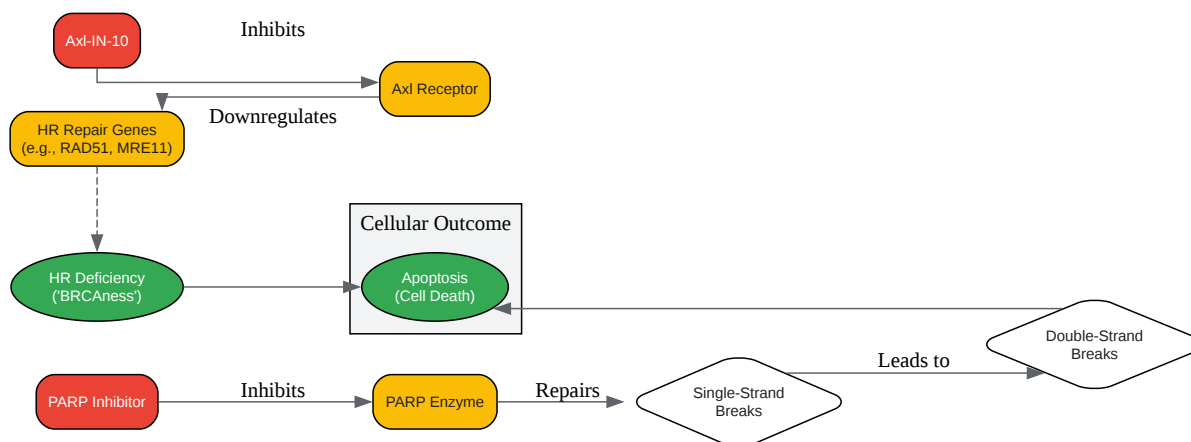 Axl-IN-10
Inhibits
Axl Receptor
Downregulates
HR Repair Genes
(e.g., RAD51, MRE11)
Cellular Outcome
HR Deficiency
('BRCAness')
Apoptosis
(Cell Death)
Double-Strand
Breaks
Leads to
PARP Inhibitor
Inhibits
PARP Enzyme
Repairs
Single-Strand
Breaks